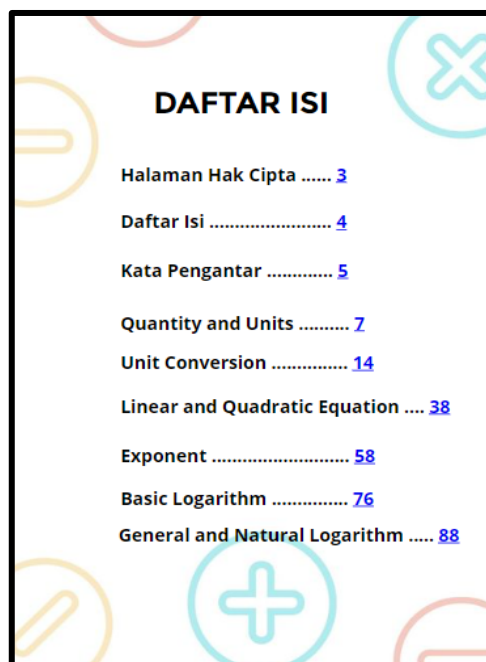 DAFTAR ISI
Halaman Hak Cipta ...... 3
Daftar Isi ........................ 4
Kata Pengantar ............. 5
Quantity and Units .......... 7
Unit Conversion ............... 14
Linear and Quadratic Equation .... 38
Exponent ........................... 58
Basic Logarithm ............... 76
General and Natural Logarithm ..... 88